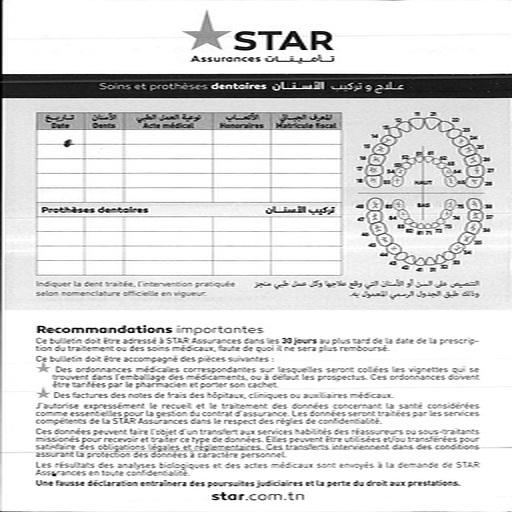 STAR
Assurances تأمينات
Soins et prothèses dentaires علاج و تركيب الأسنان
تاريخ الأسنان نوعية العمل الطبي الأتعاب المعرف الجبائي
Date Dents Acte médical Honoraires Matricule fiscal
Prothèses dentaires تركيب الأسنان
HAUT
BAS
Indiquer la dent traitée, l'intervention pratiquée
selon nomenclature officielle en vigueur.
التنصيص على السن أو الأسنان التي وقع علاجها وكل عمل طبي منجز
وذلك طبق الجدول الرسمي المعمول به.
Recommandations importantes
Ce bulletin doit être adressé à STAR Assurances dans les 30 jours au plus tard de la date de la prescrip-
tion du traitement ou des soins médicaux, faute de quoi il ne sera plus remboursé.
Ce bulletin doit être accompagné des pièces suivantes :
Des ordonnances médicales correspondantes sur lesquelles seront collées les vignettes qui se
trouvent dans l'emballage des médicaments, ou à défaut les prospectus. Ces ordonnances doivent
être tarifées par le pharmacien et porter son cachet.
Des factures des notes de frais des hôpitaux, cliniques ou auxiliaires médicaux.
J'autorise expressément le recueil et le traitement des données concernant la santé considérées
comme essentielles pour la gestion du contrat d'assurance. Les données seront traitées par les services
compétents de la STAR Assurances dans le respect des règles de confidentialité.
Ces données peuvent faire l'objet d'un transfert aux services habilités des réassureurs ou sous-traitants
missionés pour recevoir et traiter ce type de données. Elles peuvent être utilisées et/ou transférées pour
satisfaire des obligations légales et réglementaires. Ces transferts interviennent dans des conditions
assurant la protection des données à caractère personnel.
Les résultats des analyses biologiques et des actes médicaux sont envoyés à la demande de STAR
Assurances en toute confidentialité.
Une fausse déclaration entraînera des poursuites judiciaires et la perte du droit aux prestations.
star.com.tn